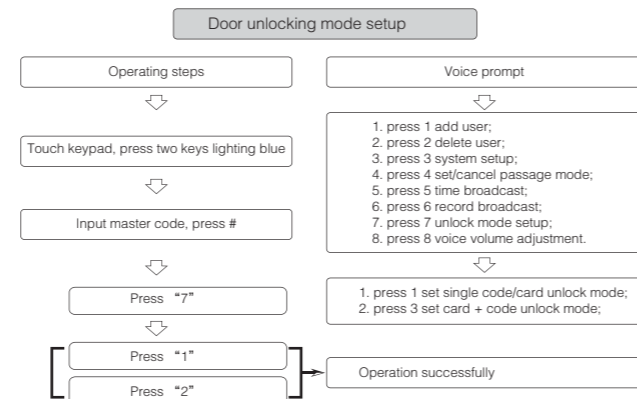 Door unlocking mode setup
Operating steps
Touch keypad, press two keys lighting blue
Input master code, press #
Press “7”
Press “1”
Press “2”
Voice prompt
1. press 1 add user;
2. press 2 delete user;
3. press 3 system setup;
4. press 4 set/cancel passage mode;
5. press 5 time broadcast;
6. press 6 record broadcast;
7. press 7 unlock mode setup;
8. press 8 voice volume adjustment.
1. press 1 set single code/card unlock mode;
2. press 3 set card + code unlock mode;
Operation successfully